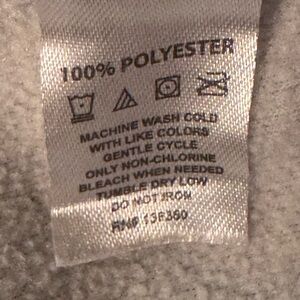 100% POLYESTER
MACHINE WASH COLD
WITH LIKE COLORS
GENTLE CYCLE
ONLY NON-CHLORINE
BLEACH WHEN NEEDED
TUMBLE DRY LOW
DO NOT IRON
RN#